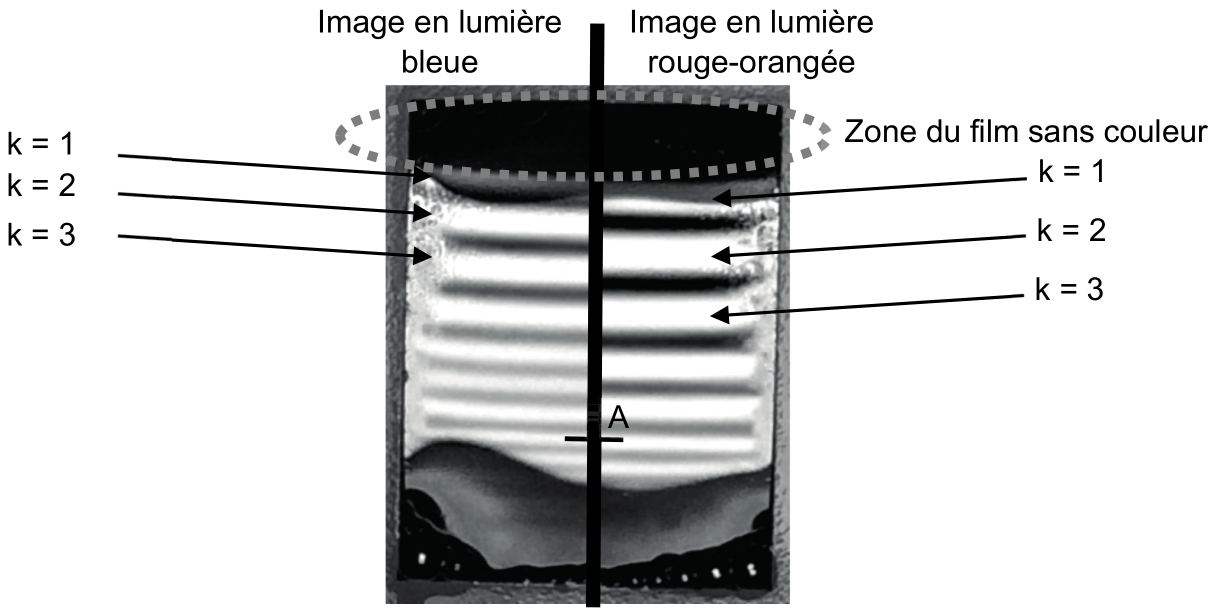 Image en lumière
bleue
Image en lumière
rouge-orangée
Zone du film sans couleur
k = 1
k = 2
k = 3
k = 1
k = 2
k = 3
A